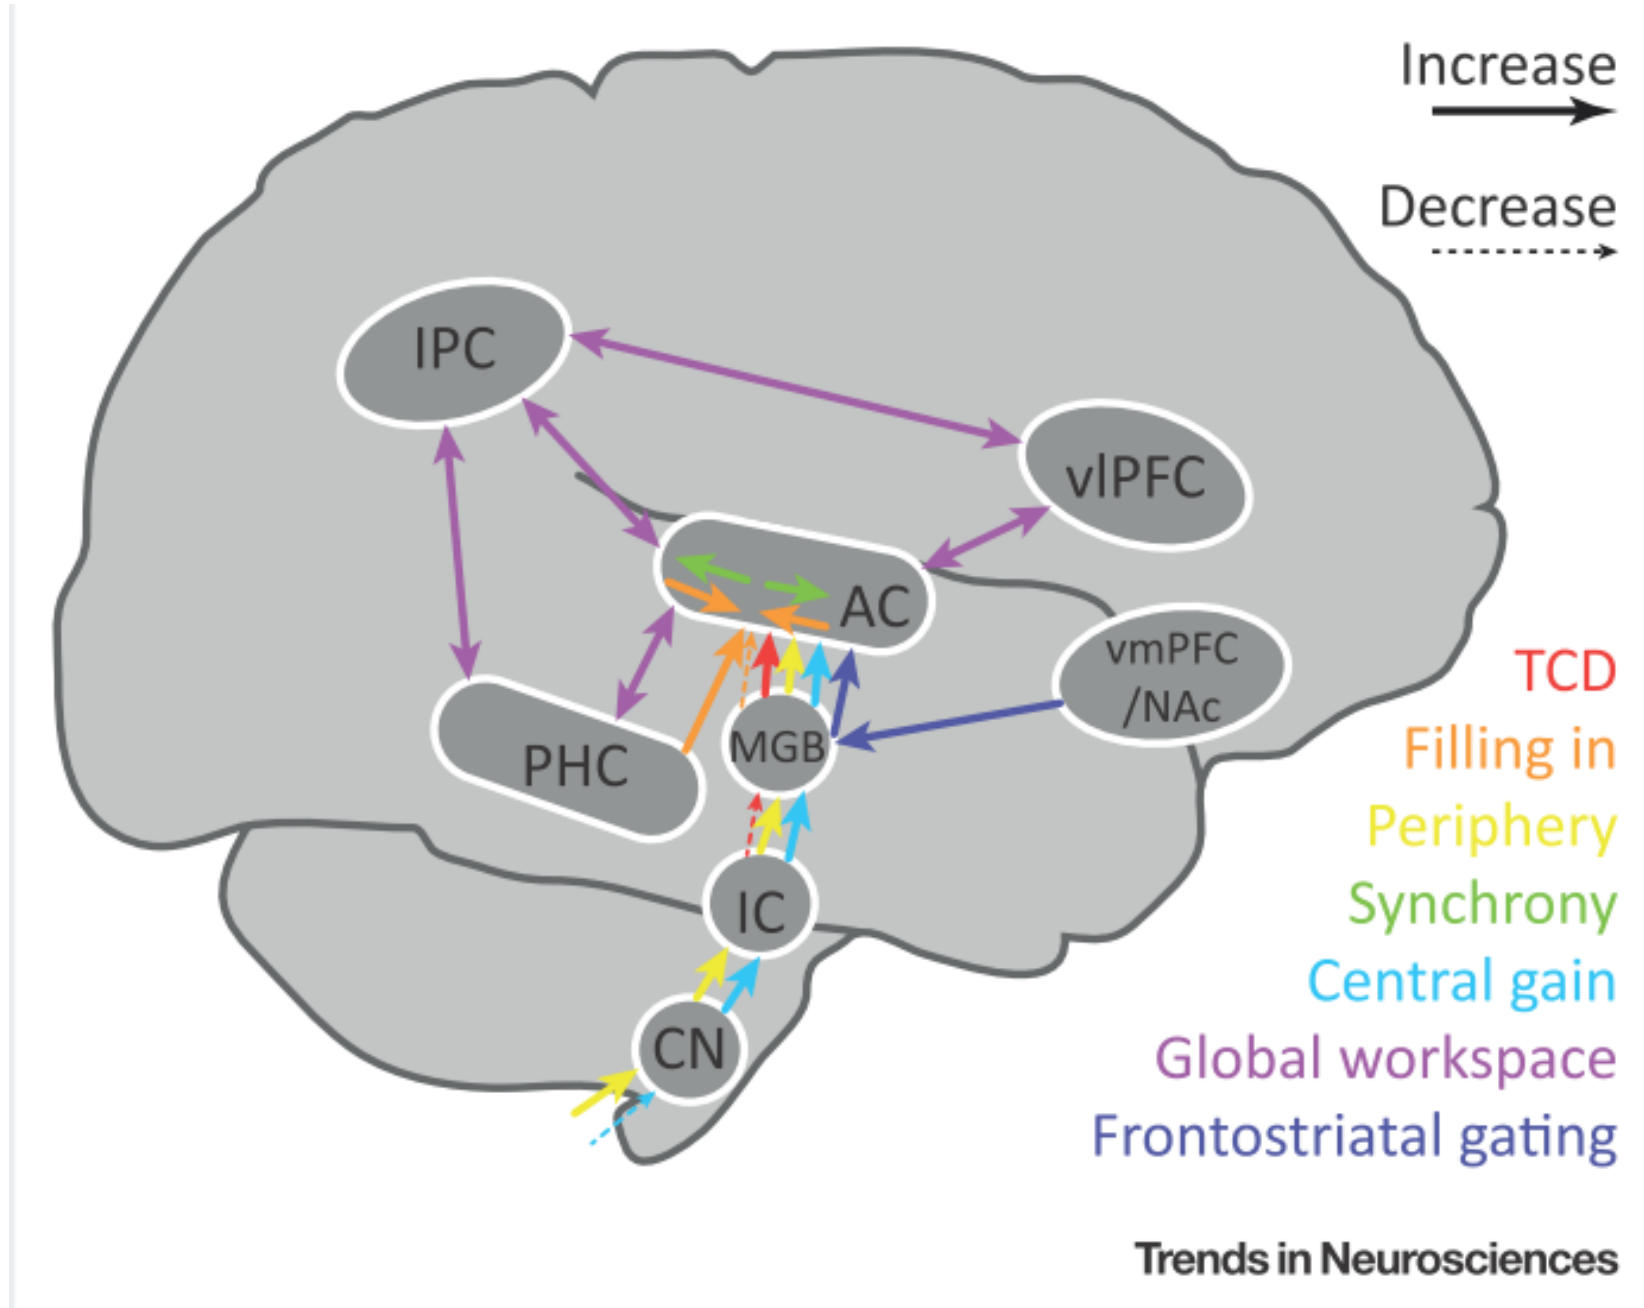 Increase
Decrease
IPC
vlPFC
AC
vmPFC
/NAc
MGB
PHC
IC
CN
TCD
Filling in
Periphery
Synchrony
Central gain
Global workspace
Frontostriatal gating
Trends in Neurosciences